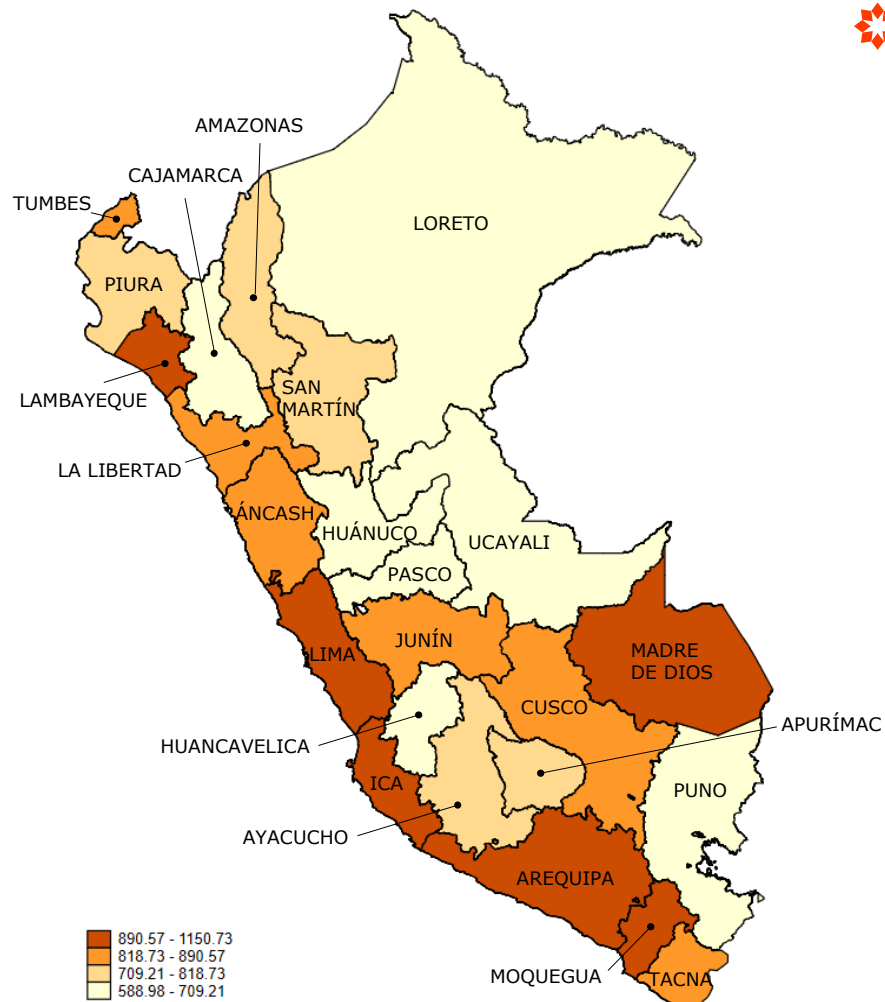 AMAZONAS
CAJAMARCA
TUMBES
LORETO
PIURA
SAN
MARTÍN
LAMBAYEQUE
LA LIBERTAD
ÁNCASH
HUÁNUCO
UCAYALI
PASCO
JUNÍN
LIMA
MADRE
DE DIOS
CUSCO
APURÍMAC
HUANCAVELICA
ICA
PUNO
AYACUCHO
AREQUIPA
MOQUEGUA
TACNA
890.57 - 1150.73
818.73 - 890.57
709.21 - 818.73
588.98 - 709.21